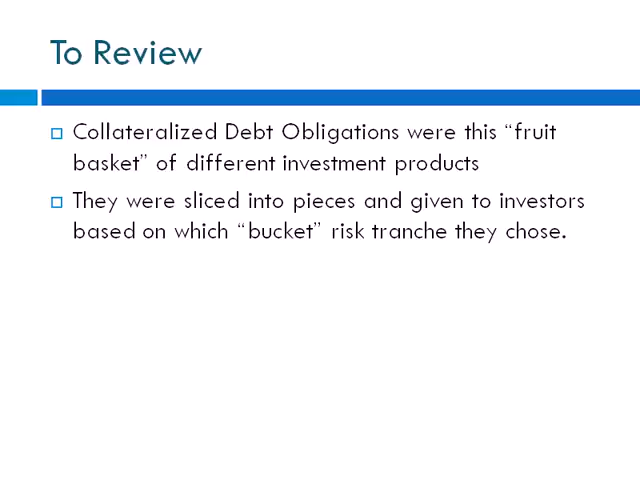 To Review
Collateralized Debt Obligations were this “fruit
basket” of different investment products
They were sliced into pieces and given to investors
based on which “bucket” risk tranche they chose.